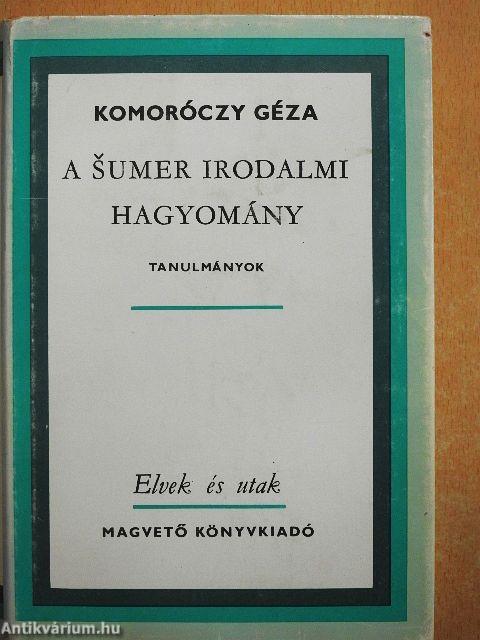 KOMORÓCZY GÉZA
A ŠUMER IRODALMI
HAGYOMÁNY
TANULMÁNYOK
Elvek és utak
MAGVETŐ KÖNYVKIADÓ
Antikvárium.hu